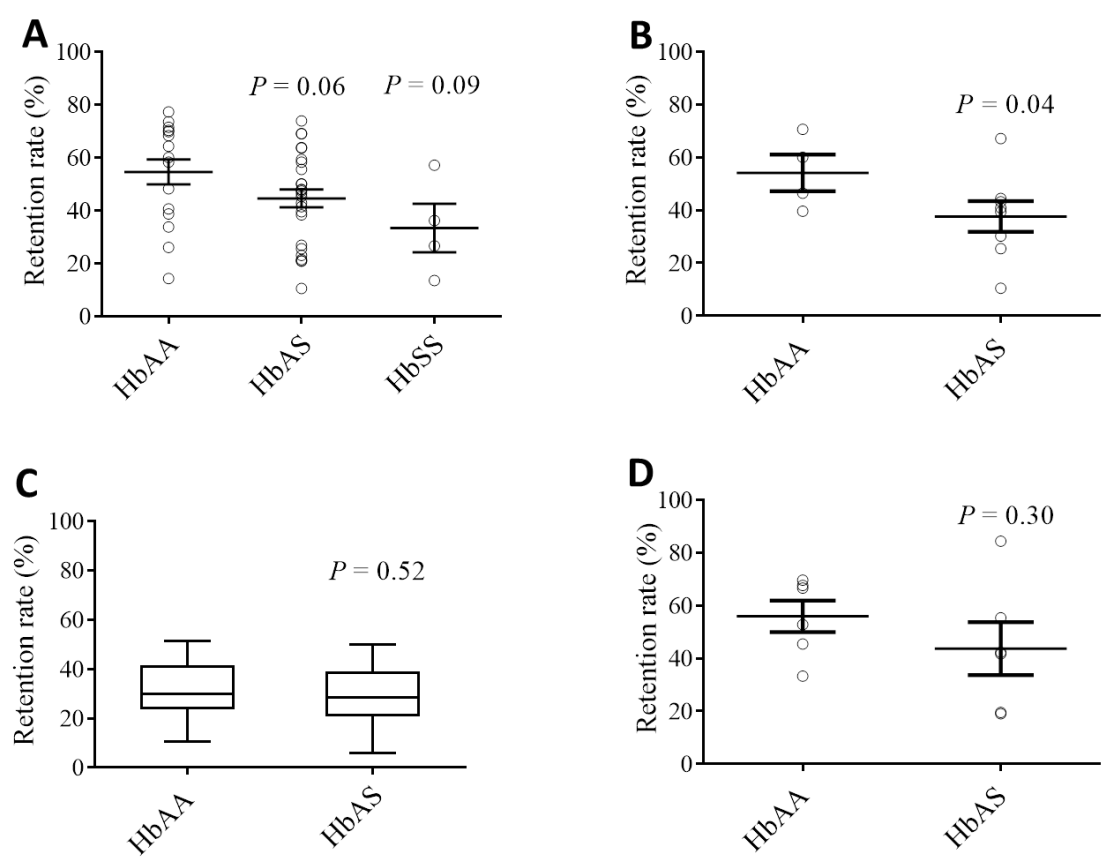 A
Retention rate (%)
100
80
60
40
20
0
P = 0.06
P = 0.09
HbAA
HbAS
HbSS
B
Retention rate (%)
100
80
60
40
20
0
P = 0.04
HbAA
HbAS
C
Retention rate (%)
100
80
60
40
20
0
P = 0.52
HbAA
HbAS
D
Retention rate (%)
100
80
60
40
20
0
P = 0.30
HbAA
HbAS